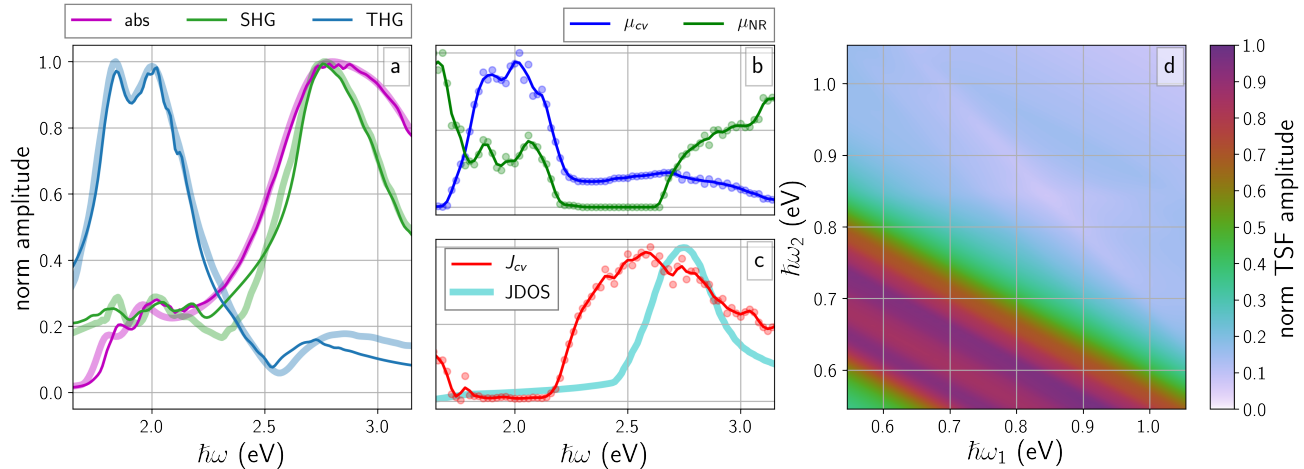 abs SHG THG
a
norm amplitude
1.0
0.8
0.6
0.4
0.2
0.0
2.0 2.5 3.0
ħω (eV)
μcv μNR
b
Jcv
JDOS
c
2.0 2.5 3.0
ħω (eV)
d
ħω2 (eV)
1.0
0.9
0.8
0.7
0.6
0.6 0.7 0.8 0.9 1.0
ħω1 (eV)
1.0
0.9
0.8
0.7
0.6
0.5
0.4
0.3
0.2
0.1
0.0
norm TSF amplitude